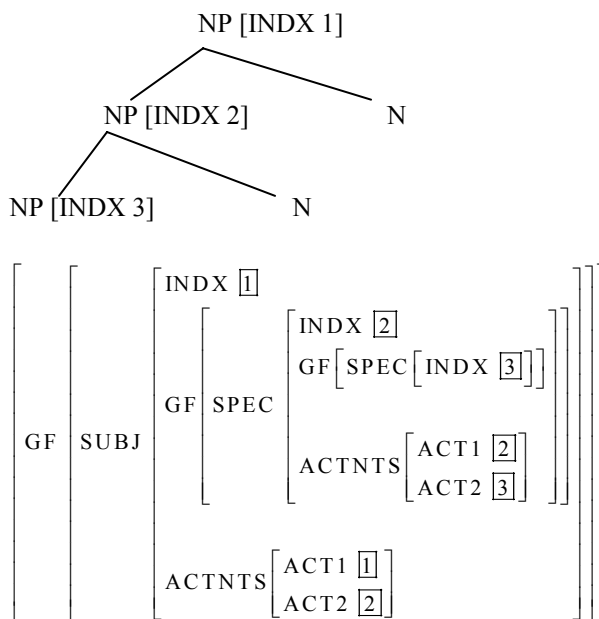 NP [INDX 1]
NP [INDX 2] N
NP [INDX 3] N
INDX 1
INDX 2
GF[SPEC[INDX 3]]
GF[SPEC
GF[SUBJ
ACTNTS[ACT1 2
ACT2 3]
ACTNTS[ACT1 1
ACT2 2]